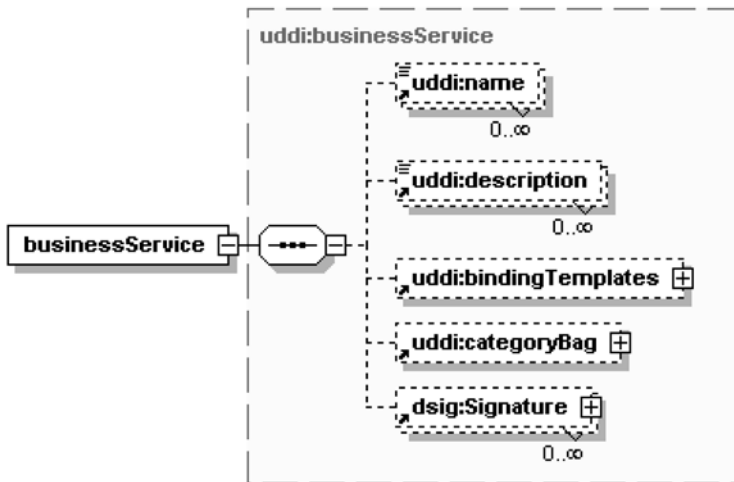 uddi:businessService
uddi:name
0..∞
uddi:description
0..∞
businessService
uddi:bindingTemplates
uddi:categoryBag
dsig:Signature
0..∞